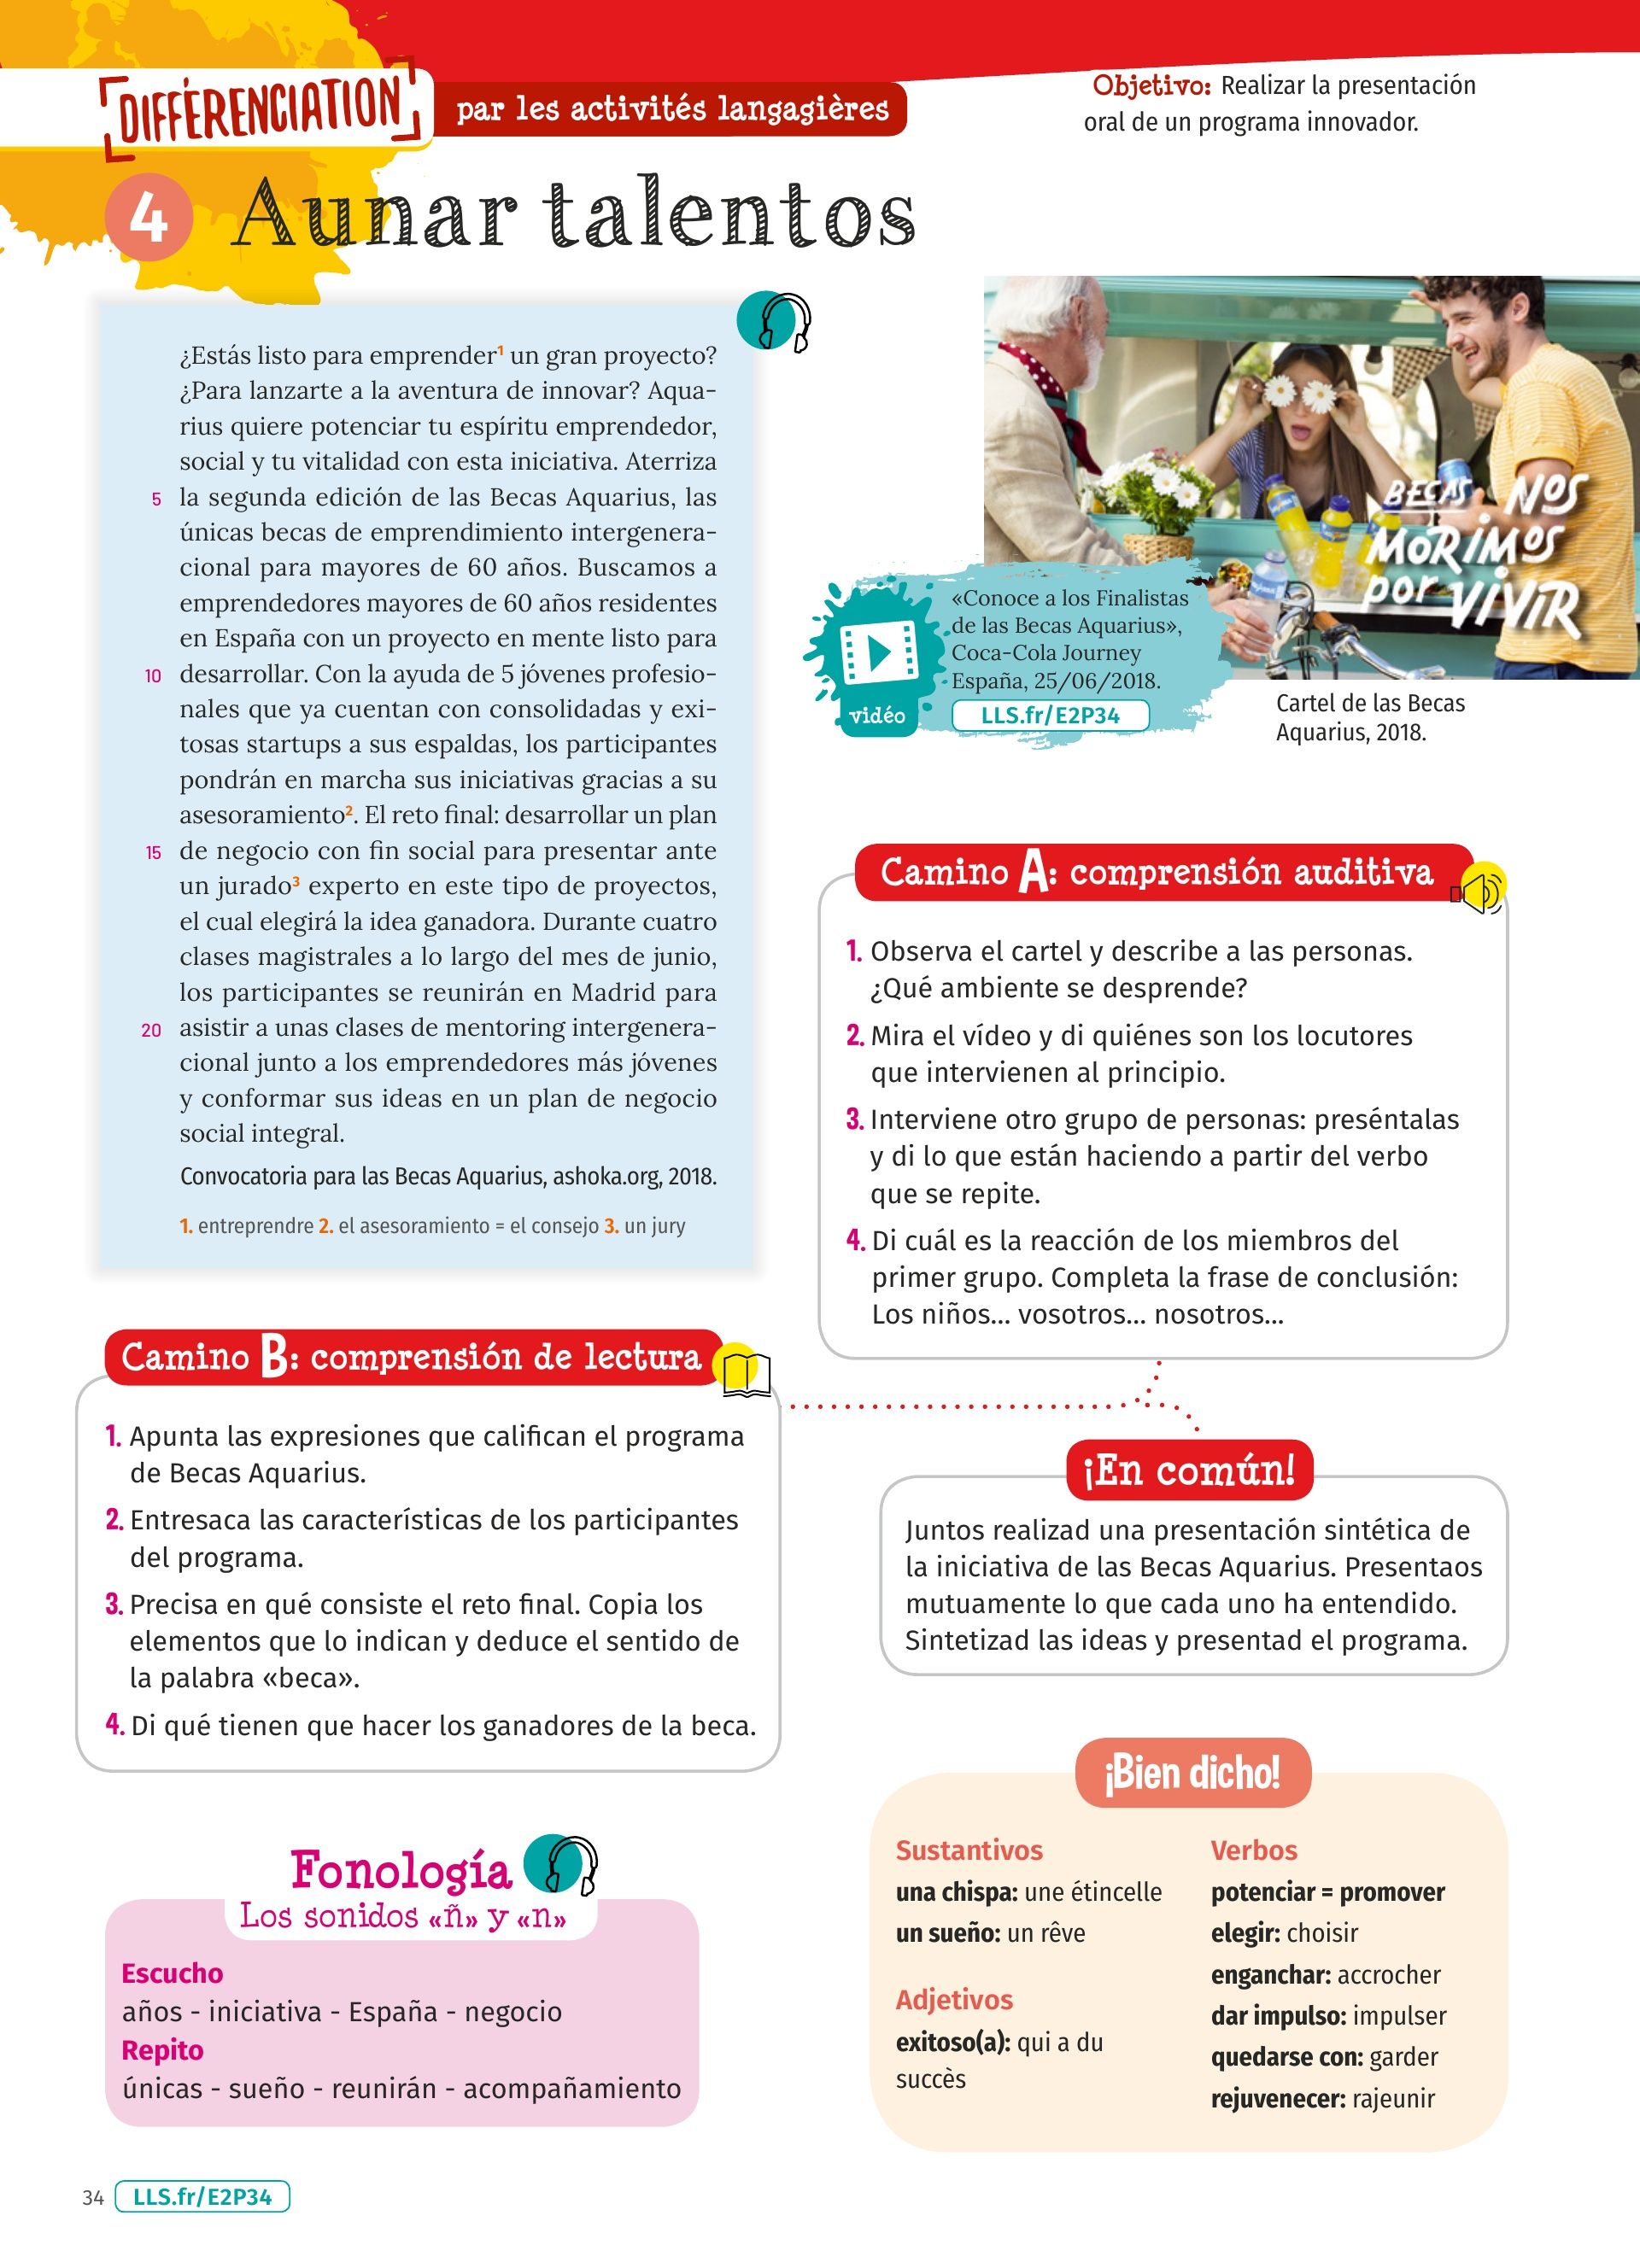 DIFFÉRENCIATION
par les activités langagières
Objetivo: Realizar la presentación
oral de un programa innovador.
4 Aunar talentos
¿Estás listo para emprender¹ un gran proyecto?
¿Para lanzarte a la aventura de innovar? Aqua-
rius quiere potenciar tu espíritu emprendedor,
social y tu vitalidad con esta iniciativa. Aterriza
5 la segunda edición de las Becas Aquarius, las
únicas becas de emprendimiento intergenera-
cional para mayores de 60 años. Buscamos a
emprendedores mayores de 60 años residentes
en España con un proyecto en mente listo para
10 desarrollar. Con la ayuda de 5 jóvenes profesio-
nales que ya cuentan con consolidadas y exi-
tosas startups a sus espaldas, los participantes
pondrán en marcha sus iniciativas gracias a su
asesoramiento². El reto final: desarrollar un plan
15 de negocio con fin social para presentar ante
un jurado³ experto en este tipo de proyectos,
el cual elegirá la idea ganadora. Durante cuatro
clases magistrales a lo largo del mes de junio,
los participantes se reunirán en Madrid para
20 asistir a unas clases de mentoring intergenera-
cional junto a los emprendedores más jóvenes
y conformar sus ideas en un plan de negocio
social integral.
Convocatoria para las Becas Aquarius, ashoka.org, 2018.
1. entreprendre 2. el asesoramiento = el consejo 3. un jury
BECAS NOS
MORIMOS
por VIVIR
«Conoce a los Finalistas
de las Becas Aquarius»,
Coca-Cola Journey
España, 25/06/2018.
vidéo
LLS.fr/E2P34
Cartel de las Becas
Aquarius, 2018.
Camino A: comprensión auditiva
1. Observa el cartel y describe a las personas.
¿Qué ambiente se desprende?
2. Mira el vídeo y di quiénes son los locutores
que intervienen al principio.
3. Interviene otro grupo de personas: preséntalas
y di lo que están haciendo a partir del verbo
que se repite.
4. Di cuál es la reacción de los miembros del
primer grupo. Completa la frase de conclusión:
Los niños... vosotros... nosotros...
Camino B: comprensión de lectura
1. Apunta las expresiones que califican el programa
de Becas Aquarius.
2. Entresaca las características de los participantes
del programa.
3. Precisa en qué consiste el reto final. Copia los
elementos que lo indican y deduce el sentido de
la palabra «beca».
4. Di qué tienen que hacer los ganadores de la beca.
¡En común!
Juntos realizad una presentación sintética de
la iniciativa de las Becas Aquarius. Presentaos
mutuamente lo que cada uno ha entendido.
Sintetizad las ideas y presentad el programa.
Fonología
Los sonidos «ñ» y «n»
Escucho
años - iniciativa - España - negocio
Repito
únicas - sueño - reunirán - acompañamiento
¡Bien dicho!
Sustantivos
una chispa: une étincelle
un sueño: un rêve
Adjetivos
exitoso(a): qui a du
succès
Verbos
potenciar = promover
elegir: choisir
enganchar: accrocher
dar impulso: impulser
quedarse con: garder
rejuvenecer: rajeunir
34 LLS.fr/E2P34